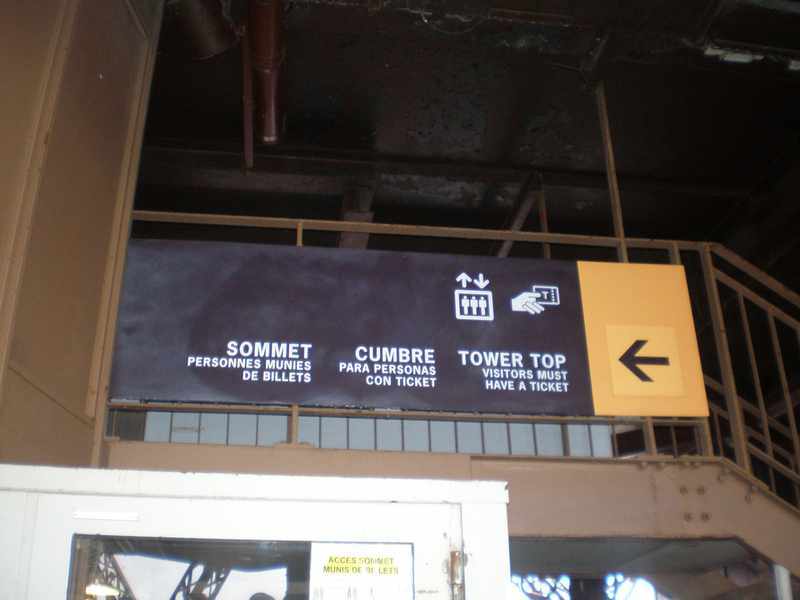 SOMMET
PERSONNES MUNIES
DE BILLETS
CUMBRE
PARA PERSONAS
CON TICKET
TOWER TOP
VISITORS MUST
HAVE A TICKET
T
ACCES SOMMET
MUNIS DE BILLETS